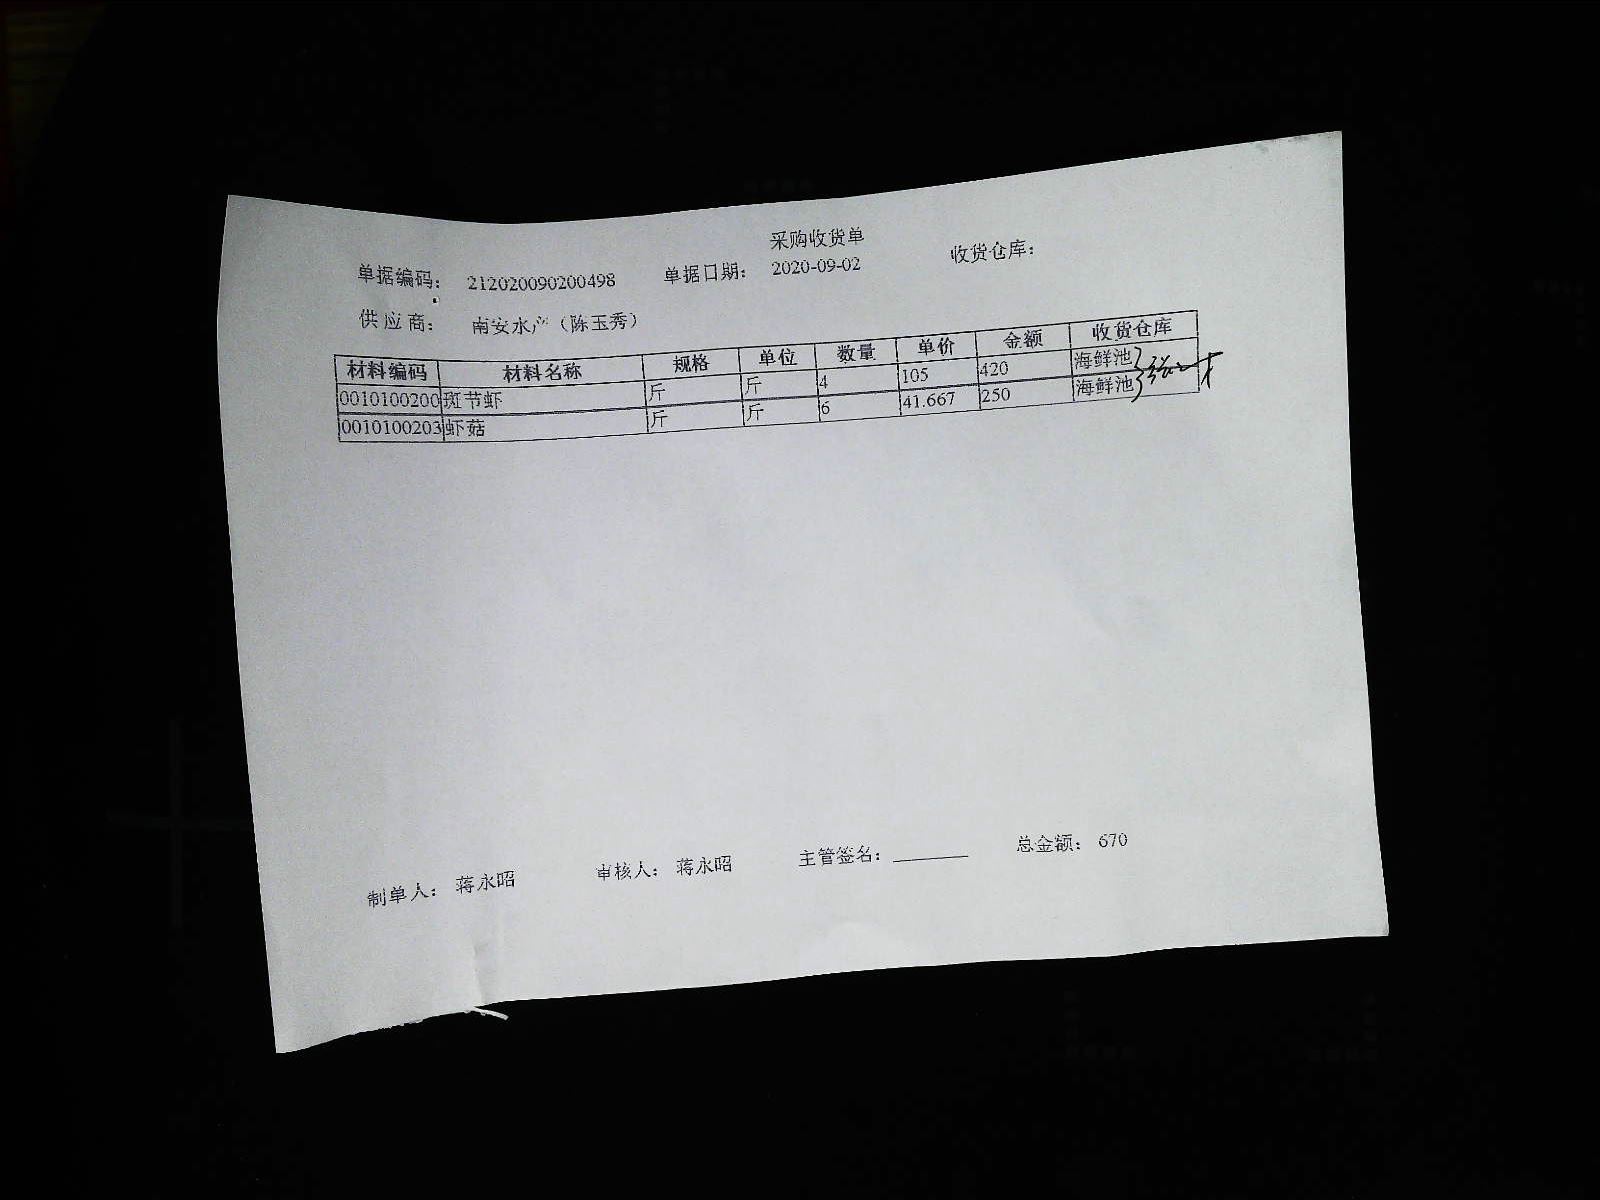 采购收货单
单据编码： 212020090200498 单据日期： 2020-09-02 收货仓库：
供应商： 南安水产（陈玉秀）
材料编码 材料名称 规格 单位 数量 单价 金额 收货仓库
0010100200 斑节虾 斤 斤 4 105 420 海鲜池
0010100203 虾菇 斤 斤 6 41.667 250 海鲜池
制单人： 蒋永昭 审核人： 蒋永昭 主管签名： 总金额： 670